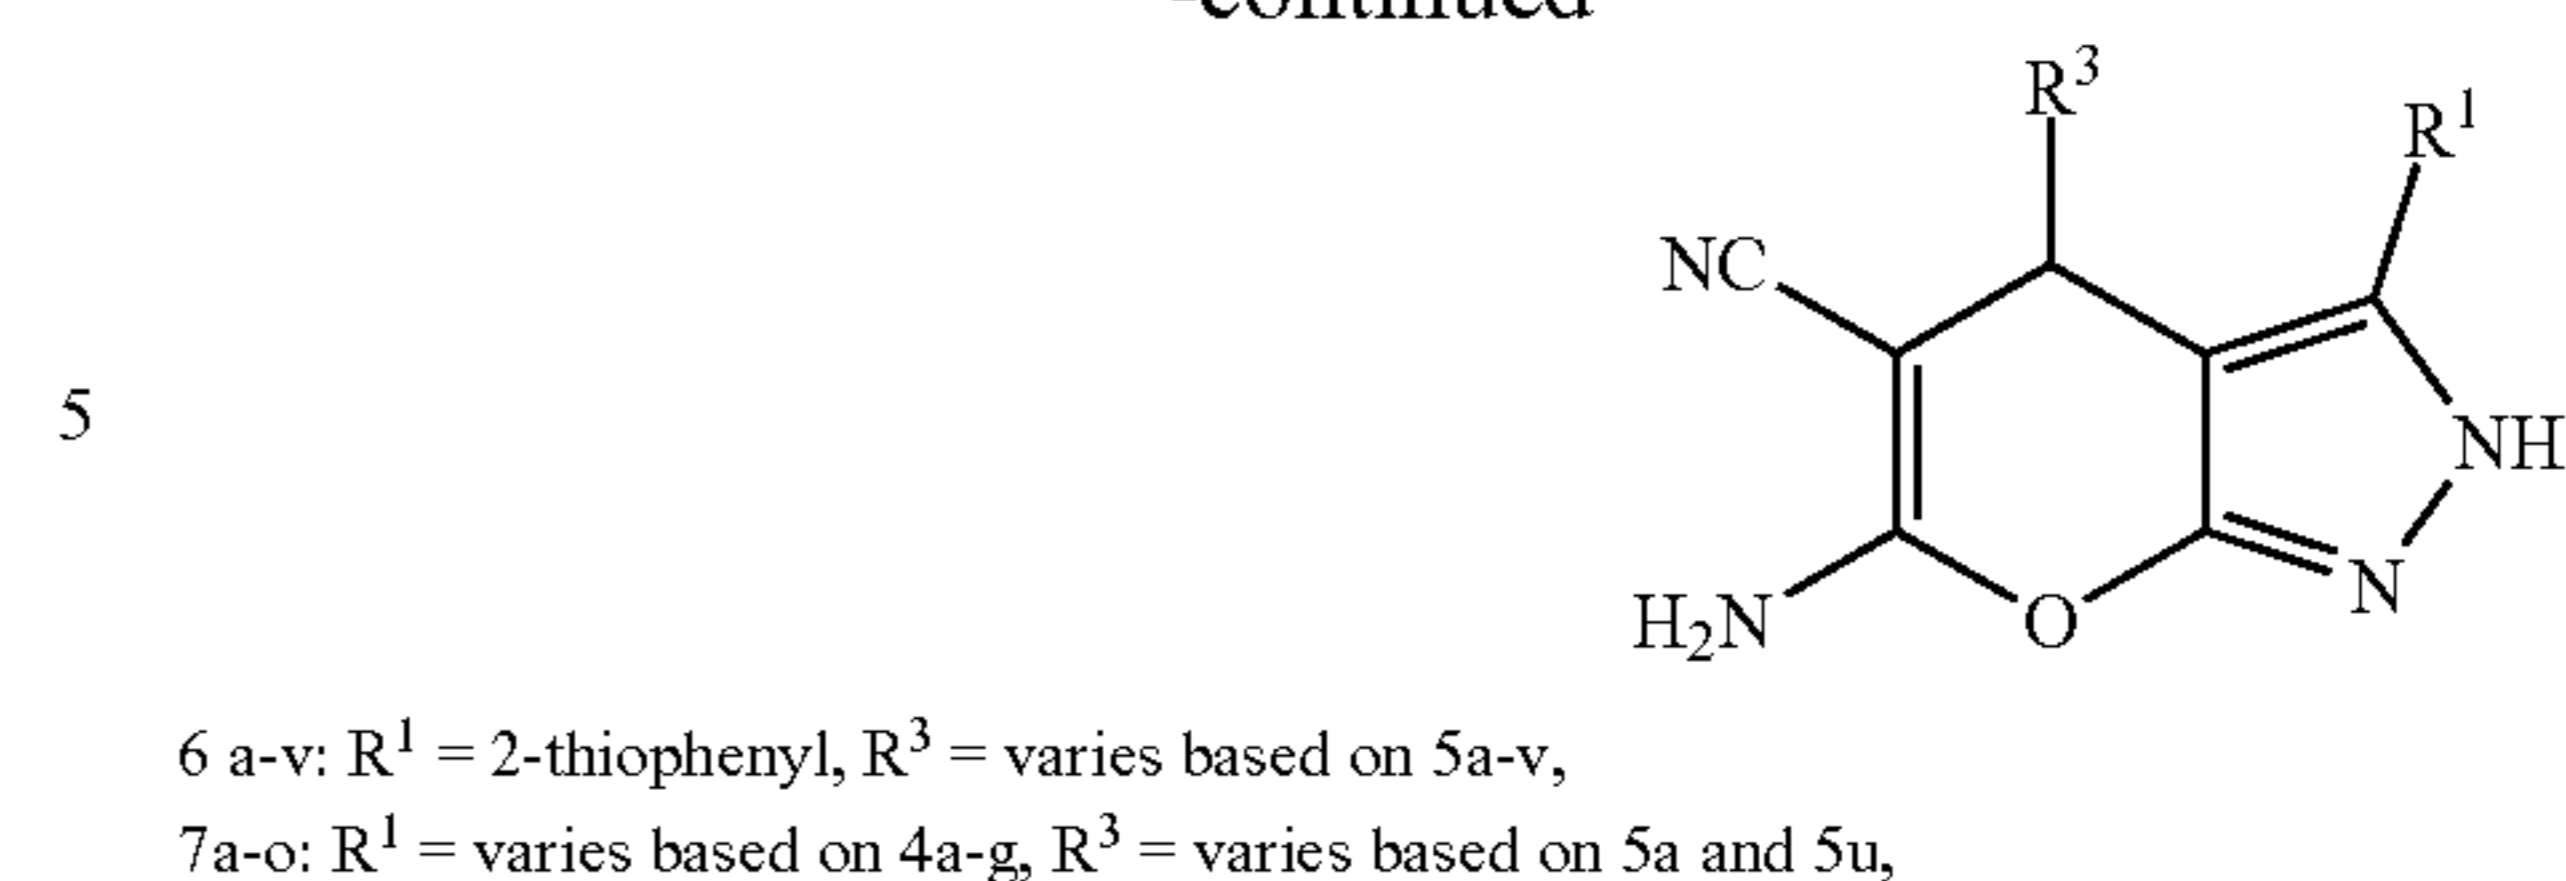 -continued
R³
R¹
NC
5
NH
N
H₂N
O
6 a-v: R¹ = 2-thiophenyl, R³ = varies based on 5a-v,
7a-o: R¹ = varies based on 4a-g, R³ = varies based on 5a and 5u,